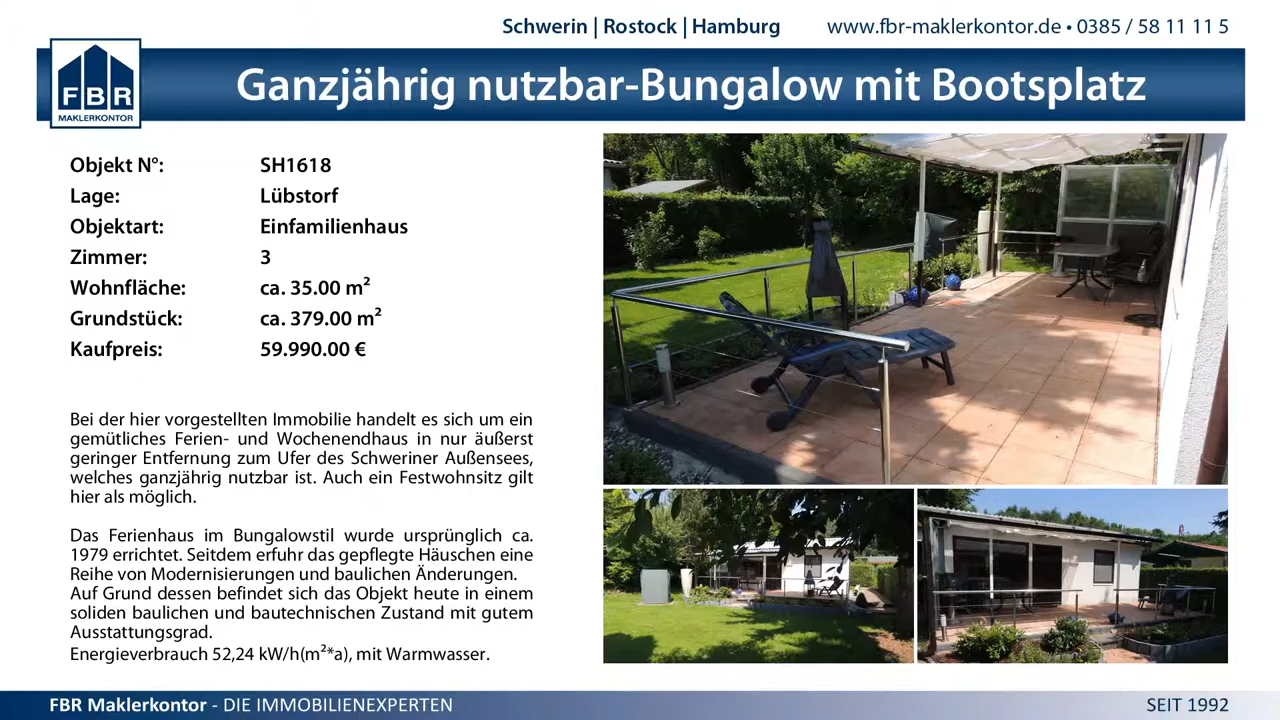 Schwerin | Rostock | Hamburg
www.fbr-maklerkontor.de • 0385 / 58 11 11 5
FBR
MAKLERKONTOR
Ganzjährig nutzbar-Bungalow mit Bootsplatz
Objekt N°: SH1618
Lage: Lübstorf
Objektart: Einfamilienhaus
Zimmer: 3
Wohnfläche: ca. 35.00 m²
Grundstück: ca. 379.00 m²
Kaufpreis: 59.990.00 €
Bei der hier vorgestellten Immobilie handelt es sich um ein
gemütliches Ferien- und Wochenendhaus in nur äußerst
geringer Entfernung zum Ufer des Schweriner Außensees,
welches ganzjährig nutzbar ist. Auch ein Festwohnsitz gilt
hier als möglich.
Das Ferienhaus im Bungalowstil wurde ursprünglich ca.
1979 errichtet. Seitdem erfuhr das gepflegte Häuschen eine
Reihe von Modernisierungen und baulichen Änderungen.
Auf Grund dessen befindet sich das Objekt heute in einem
soliden baulichen und bautechnischen Zustand mit gutem
Ausstattungsgrad.
Energieverbrauch 52,24 kW/h(m²*a), mit Warmwasser.
FBR Maklerkontor - DIE IMMOBILIENEXPERTEN
SEIT 1992